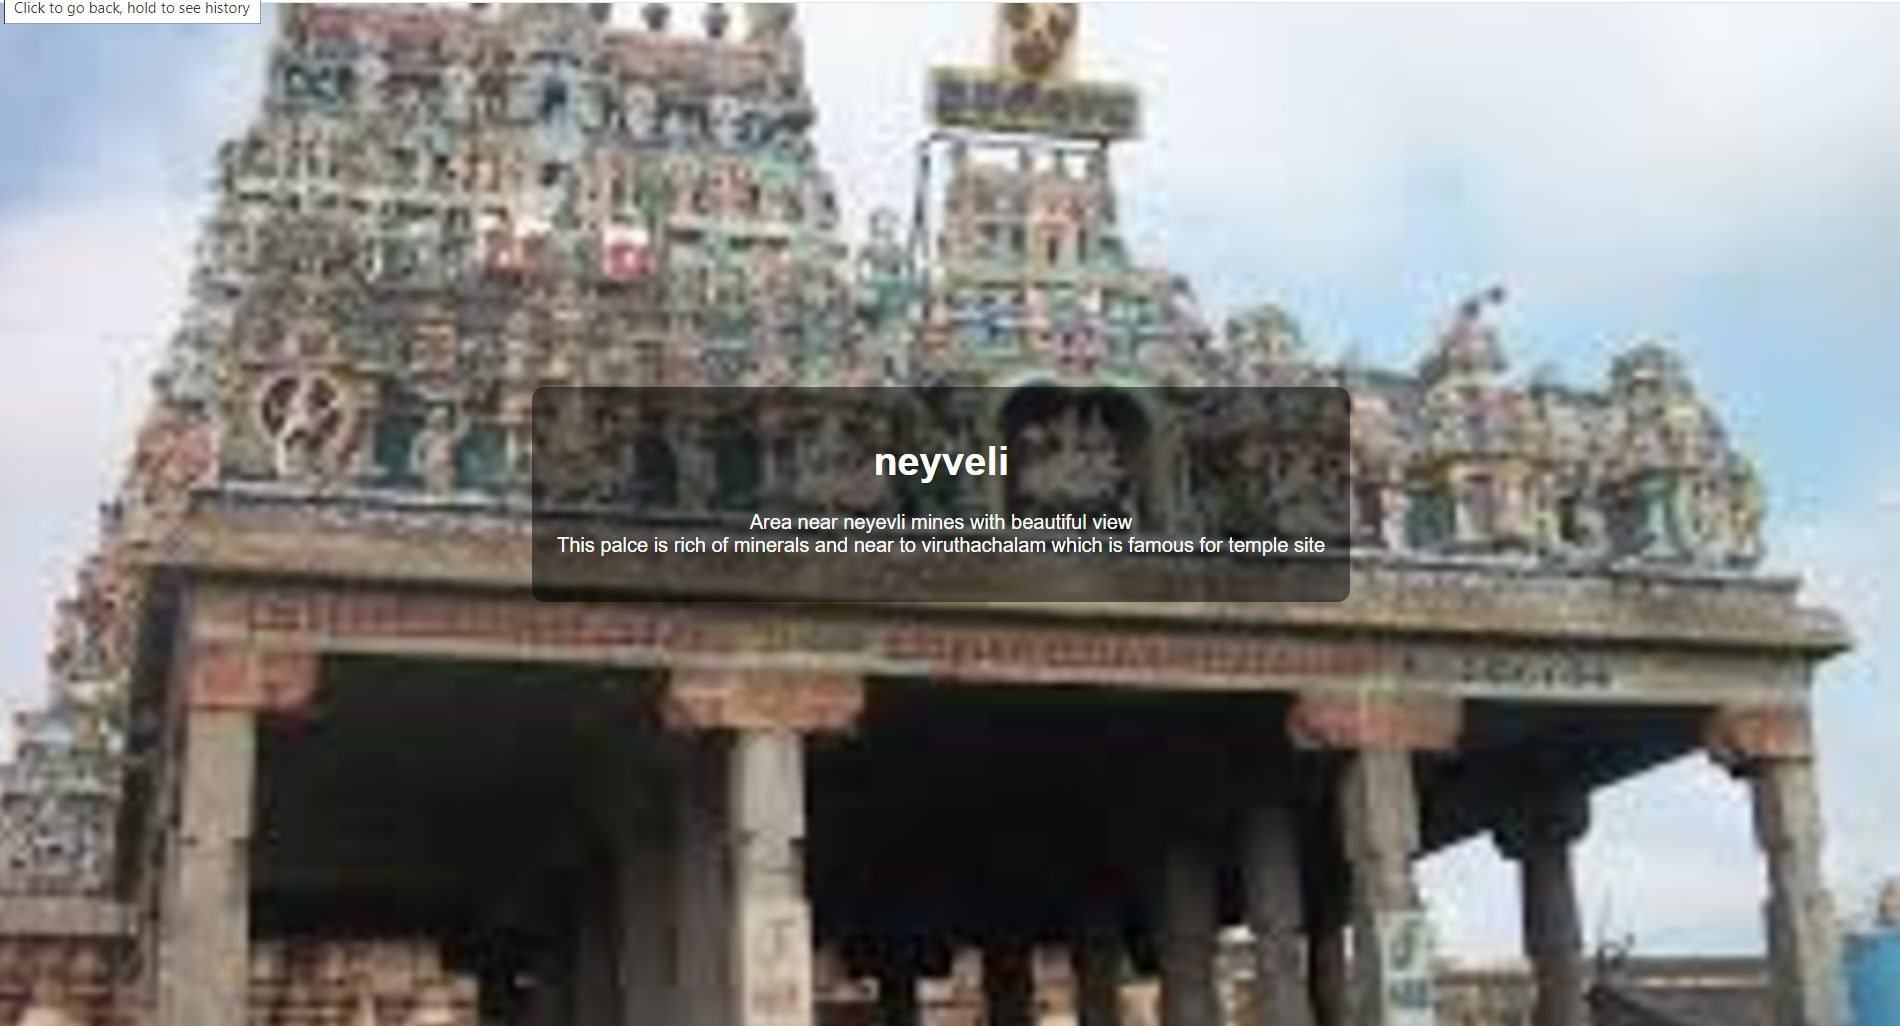 Click to go back, hold to see history
neyveli
Area near neyevli mines with beautiful view
This palce is rich of minerals and near to viruthachalam which is famous for temple site